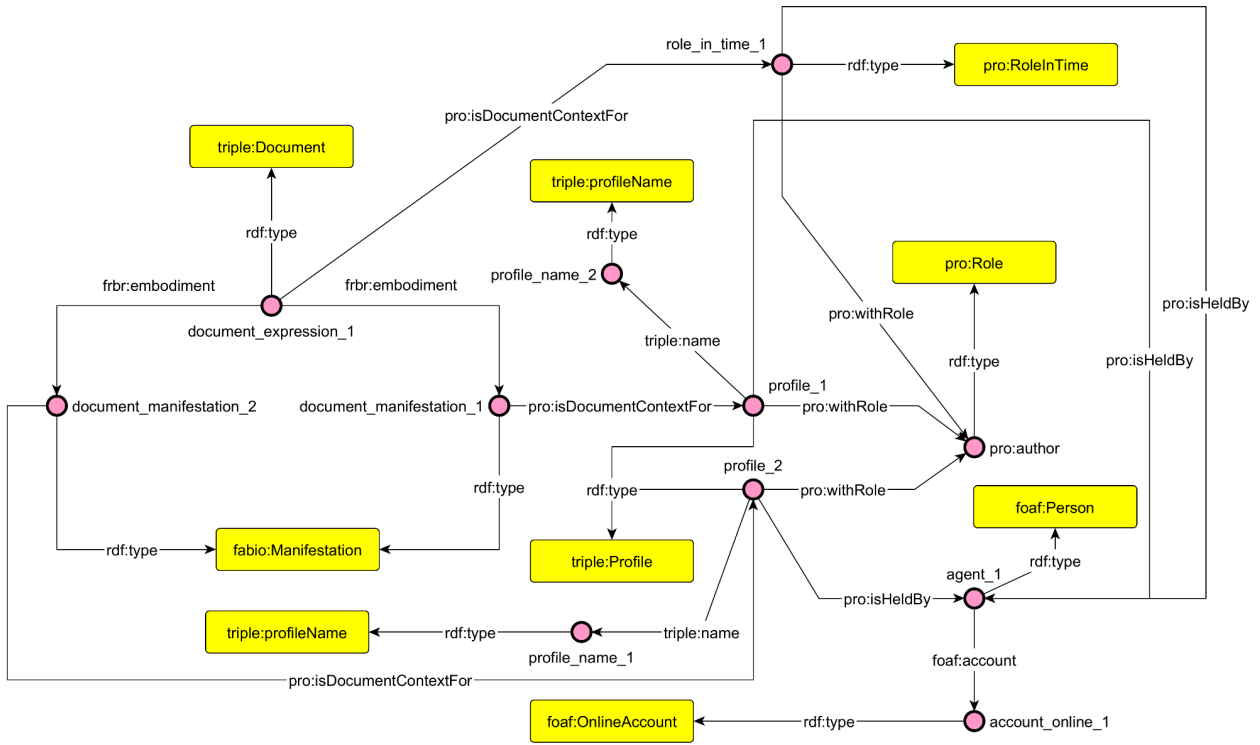 role_in_time_1
rdf:type
pro:RoleInTime
pro:isDocumentContextFor
triple:Document
triple:profileName
rdf:type
rdf:type
pro:Role
profile_name_2
frbr:embodiment
frbr:embodiment
pro:isHeldBy
pro:withRole
document_expression_1
triple:name
pro:isHeldBy
rdf:type
profile_1
document_manifestation_2
document_manifestation_1
pro:isDocumentContextFor
pro:withRole
pro:author
profile_2
rdf:type
rdf:type
pro:withRole
foaf:Person
fabio:Manifestation
rdf:type
triple:Profile
rdf:type
agent_1
pro:isHeldBy
triple:profileName
rdf:type
triple:name
profile_name_1
foaf:account
pro:isDocumentContextFor
foaf:OnlineAccount
rdf:type
account_online_1